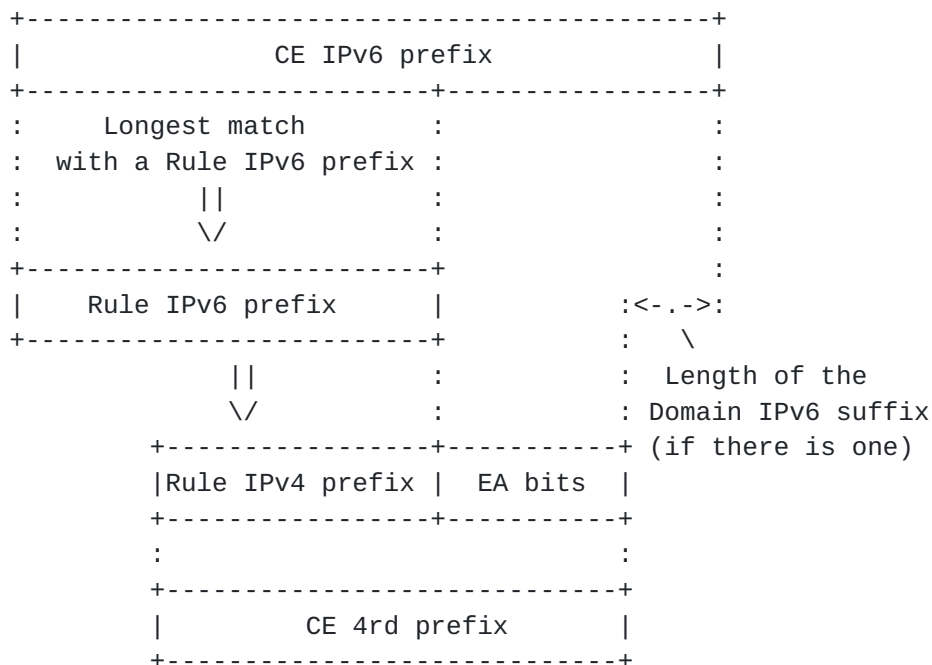 +--------------------------------------------+
|                CE IPv6 prefix              |
+--------------------------+-----------------+
:     Longest match        :                 :
:  with a Rule IPv6 prefix :                 :
:           ||             :                 :
:           \/             :                 :
+--------------------------+                 :
|    Rule IPv6 prefix      |           :<-.->:
+--------------------------+           :   \
              ||           :           :  Length of the
              \/           :           : Domain IPv6 suffix
         +-----------------+-----------+ (if there is one)
         |Rule IPv4 prefix |  EA bits  |
         +-----------------+-----------+
         :                             :
         +-----------------------------+
         |         CE 4rd prefix       |
         +-----------------------------+